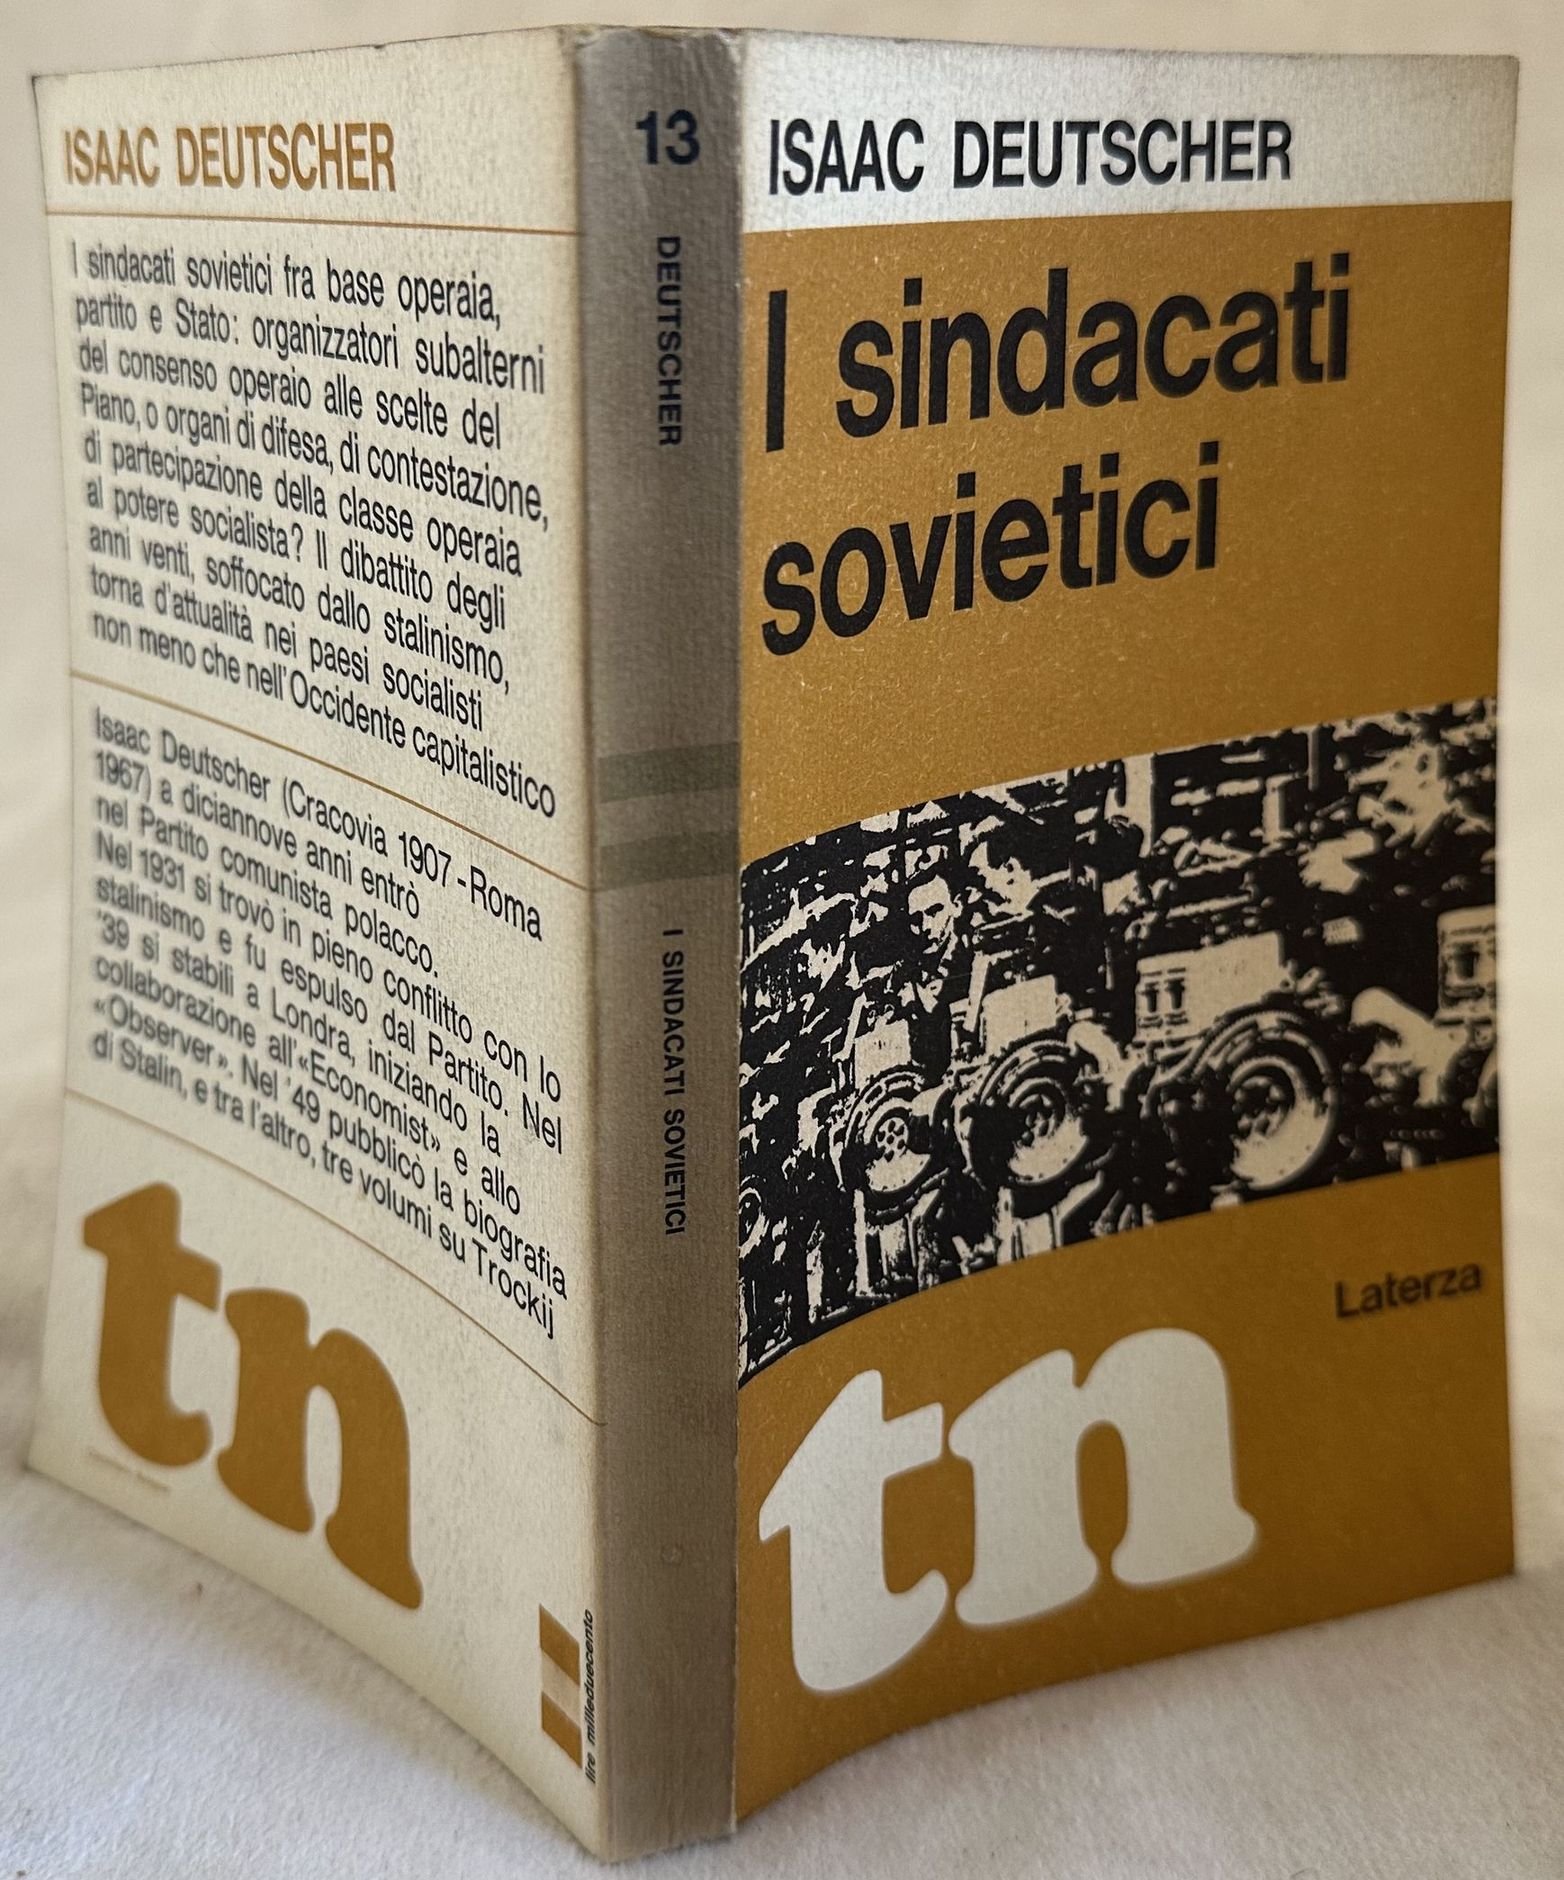 ISAAC DEUTSCHER
I sindacati sovietici fra base operaia,
partito e Stato: organizzatori subalterni
del consenso operaio alle scelte del
Piano, o organi di difesa, di contestazione,
di partecipazione della classe operaia
al potere socialista? Il dibattito degli
anni venti, soffocato dallo stalinismo,
torna d'attualità nei paesi socialisti
non meno che nell'Occidente capitalistico
Isaac Deutscher (Cracovia 1907-Roma
1967) a diciannove anni entrò
nel Partito comunista polacco.
Nel 1931 si trovò in pieno conflitto con lo
stalinismo e fu espulso dal Partito. Nel
'39 si stabilì a Londra, iniziando la
collaborazione all'«Economist» e allo
«Observer». Nel '49 pubblicò la biografia
di Stalin, e tra l'altro, tre volumi su Trockij
tn
lire milleduecento
13
DEUTSCHER
I SINDACATI SOVIETICI
ISAAC DEUTSCHER
I sindacati
sovietici
Laterza
tn